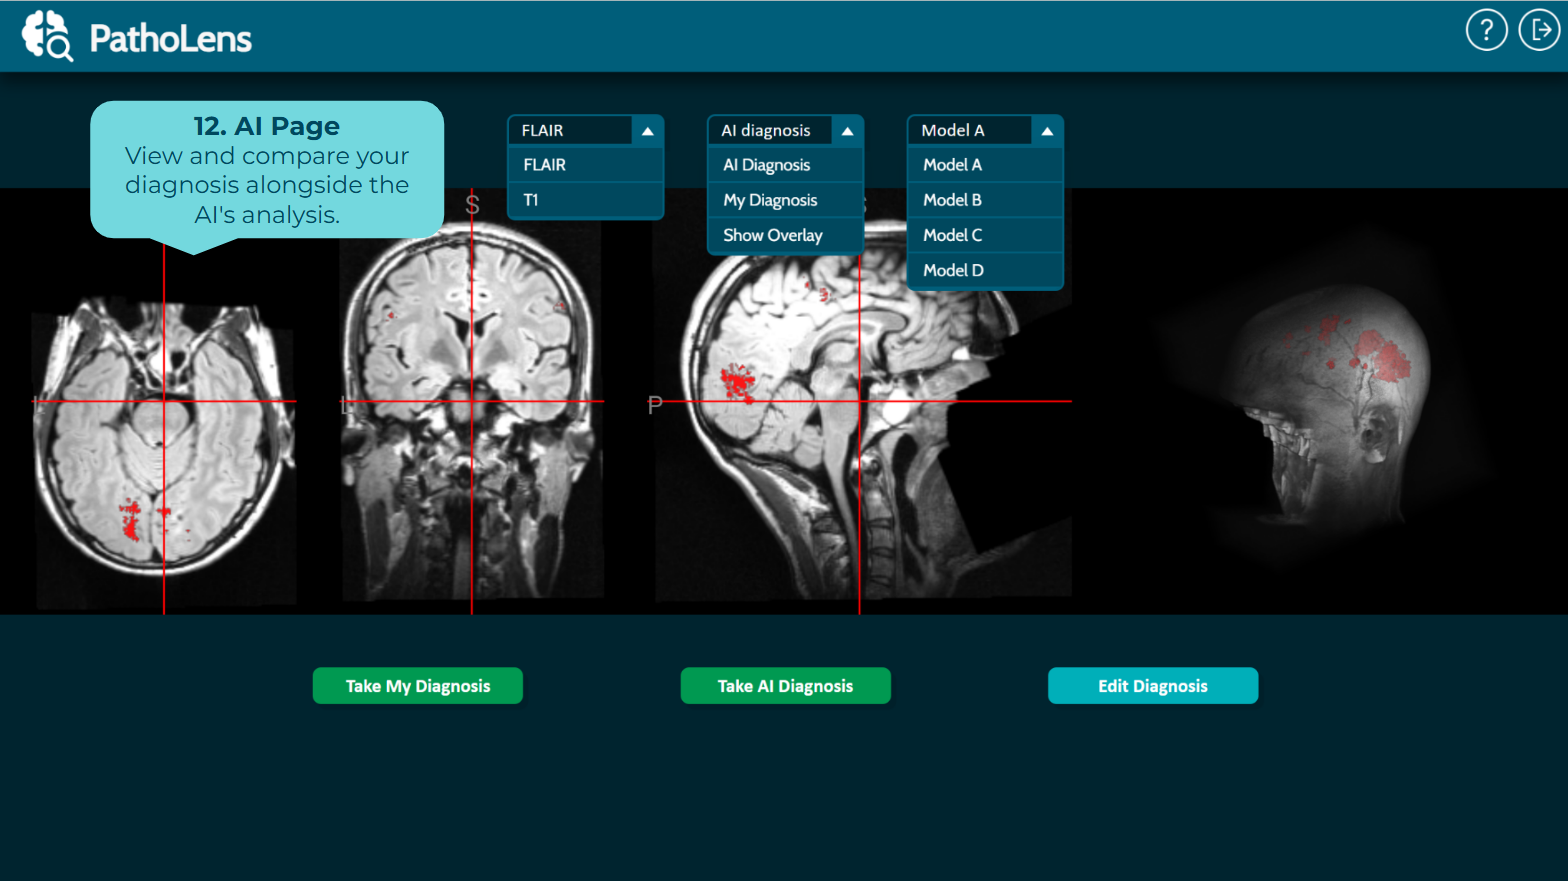 PathoLens
?
12. AI Page
View and compare your
diagnosis alongside the
AI's analysis.
FLAIR
FLAIR
T1
AI diagnosis
AI Diagnosis
My Diagnosis
Show Overlay
Model A
Model A
Model B
Model C
Model D
S
P
Take My Diagnosis
Take AI Diagnosis
Edit Diagnosis